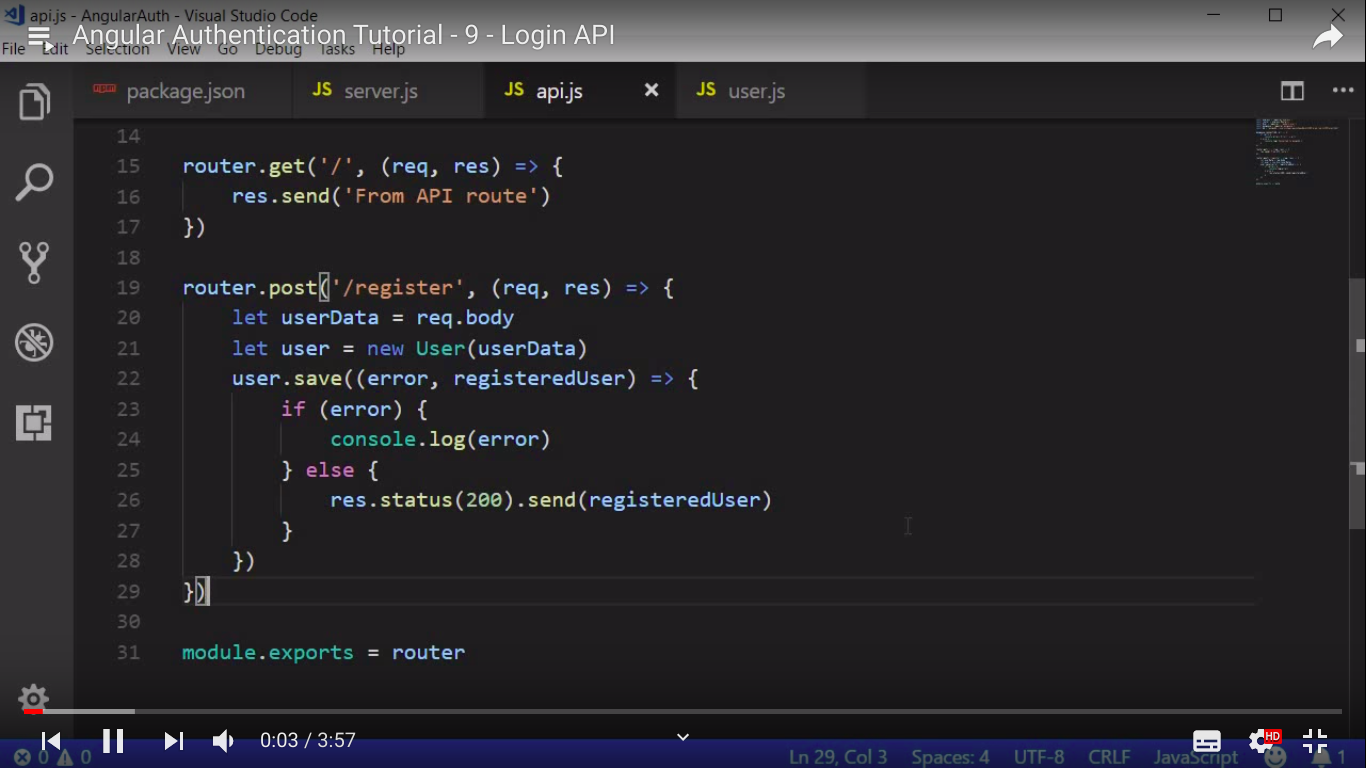 api.js - AngularAuth - Visual Studio Code
Angular Authentication Tutorial - 9 - Login API
File Edit Selection View Go Debug Tasks Help
npm package.json JS server.js JS api.js × JS user.js
14
15 router.get('/', (req, res) => {
16 res.send('From API route')
17 })
18
19 router.post('/register', (req, res) => {
20 let userData = req.body
21 let user = new User(userData)
22 user.save((error, registeredUser) => {
23 if (error) {
24 console.log(error)
25 } else {
26 res.status(200).send(registeredUser)
27 }
28 })
29 })
30
31 module.exports = router
0:03 / 3:57
HD
0 0 Ln 29, Col 3 Spaces: 4 UTF-8 CRLF JavaScript 1